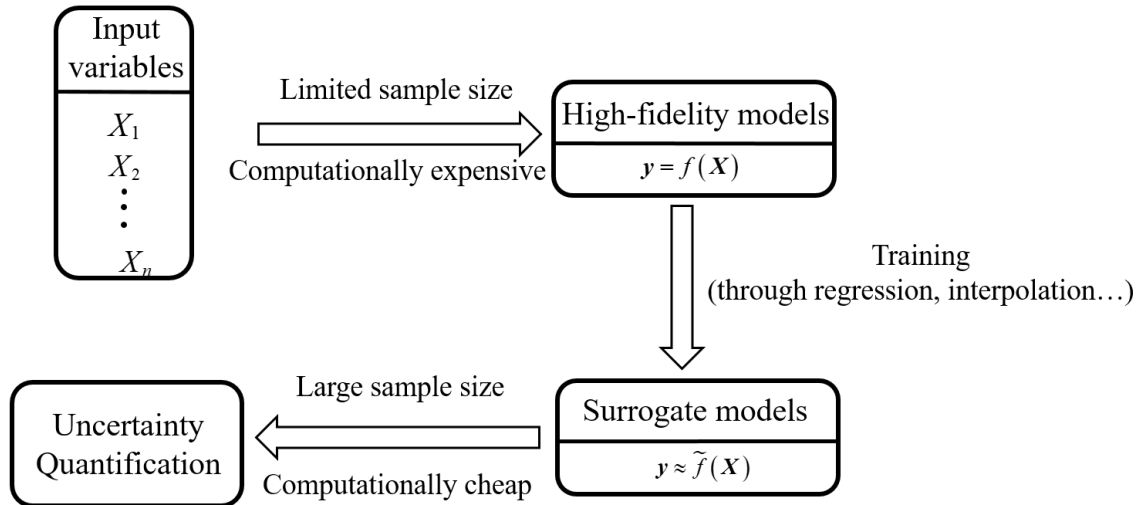 Input
variables
X₁
X₂
⋮
Xₙ
Limited sample size
Computationally expensive
High-fidelity models
y = f(X)
Training
(through regression, interpolation…)
Surrogate models
y ≈ f̃(X)
Large sample size
Computationally cheap
Uncertainty
Quantification